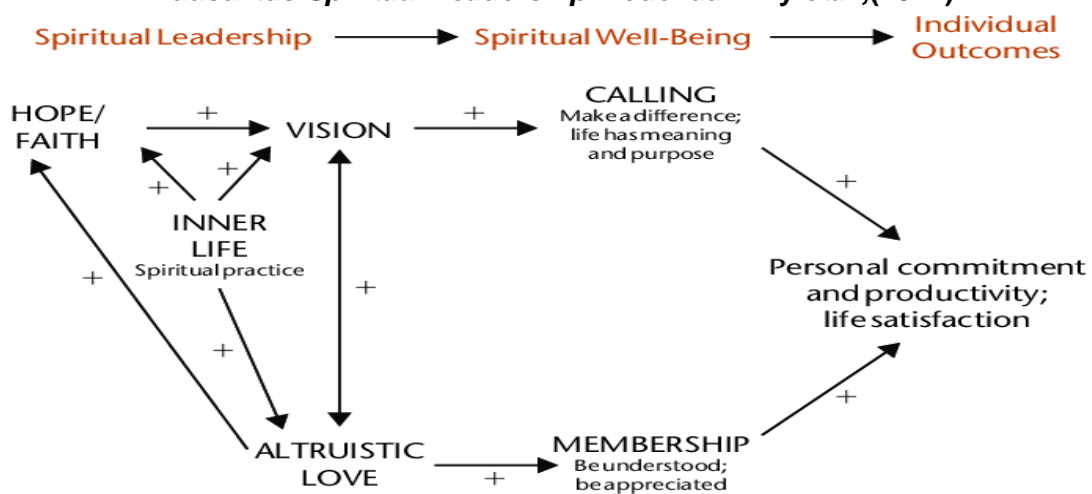 Spiritual Leadership
Spiritual Well-Being
Individual
Outcomes
HOPE/
FAITH
+
VISION
+
CALLING
Make a difference;
life has meaning
and purpose
+
+
INNER
LIFE
Spiritual practice
+
+
+
+
Personal commitment
and productivity;
life satisfaction
+
ALTRUISTIC
LOVE
+
MEMBERSHIP
Be understood;
be appreciated